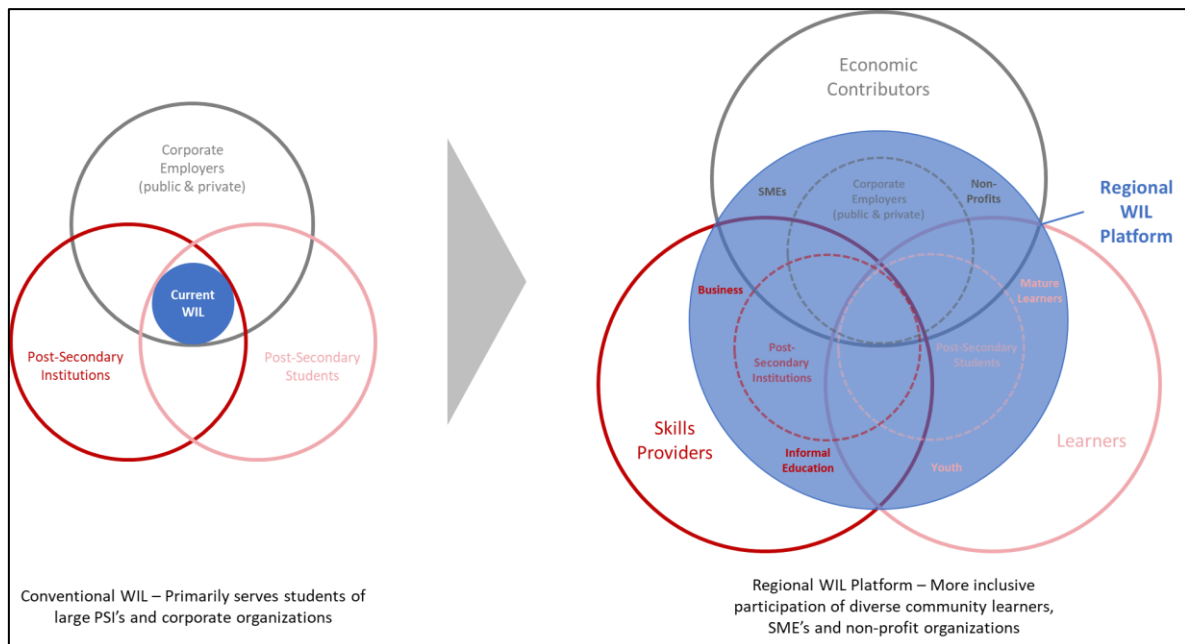 Corporate
Employers
(public & private)
Current
WIL
Post-Secondary
Institutions
Post-Secondary
Students
Conventional WIL – Primarily serves students of
large PSI's and corporate organizations
Economic
Contributors
SMEs
Corporate
Employers
(public & private)
Non-
Profits
Regional
WIL
Platform
Business
Mature
Learners
Post-
Secondary
Institutions
Post-Secondary
Students
Skills
Providers
Learners
Informal
Education
Youth
Regional WIL Platform – More inclusive
participation of diverse community learners,
SME's and non-profit organizations